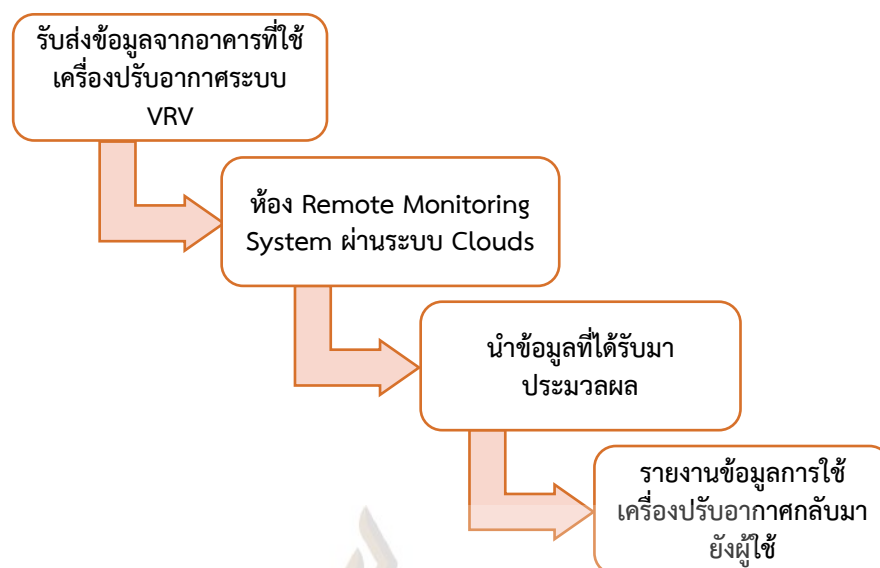 รับส่งข้อมูลจากอาคารที่ใช้
เครื่องปรับอากาศระบบ
VRV
ห้อง Remote Monitoring
System ผ่านระบบ Clouds
นำข้อมูลที่ได้รับมา
ประมวลผล
รายงานข้อมูลการใช้
เครื่องปรับอากาศกลับมา
ยังผู้ใช้